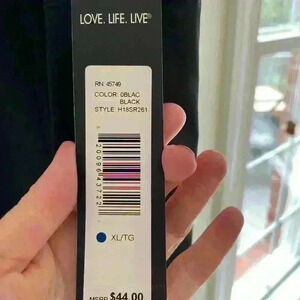 LOVE. LIFE. LIVE®
RN: 45749
COLOR: 0BLAC
BLACK
STYLE: H18SR261
XL/TG
MSRP $44.00